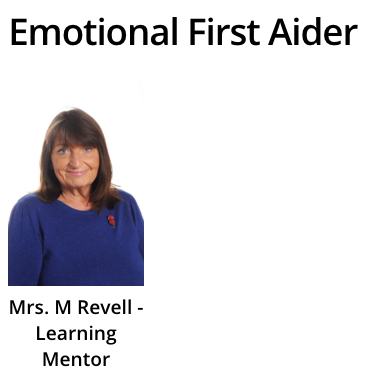 Emotional First Aider
Mrs. M Revell -
Learning
Mentor